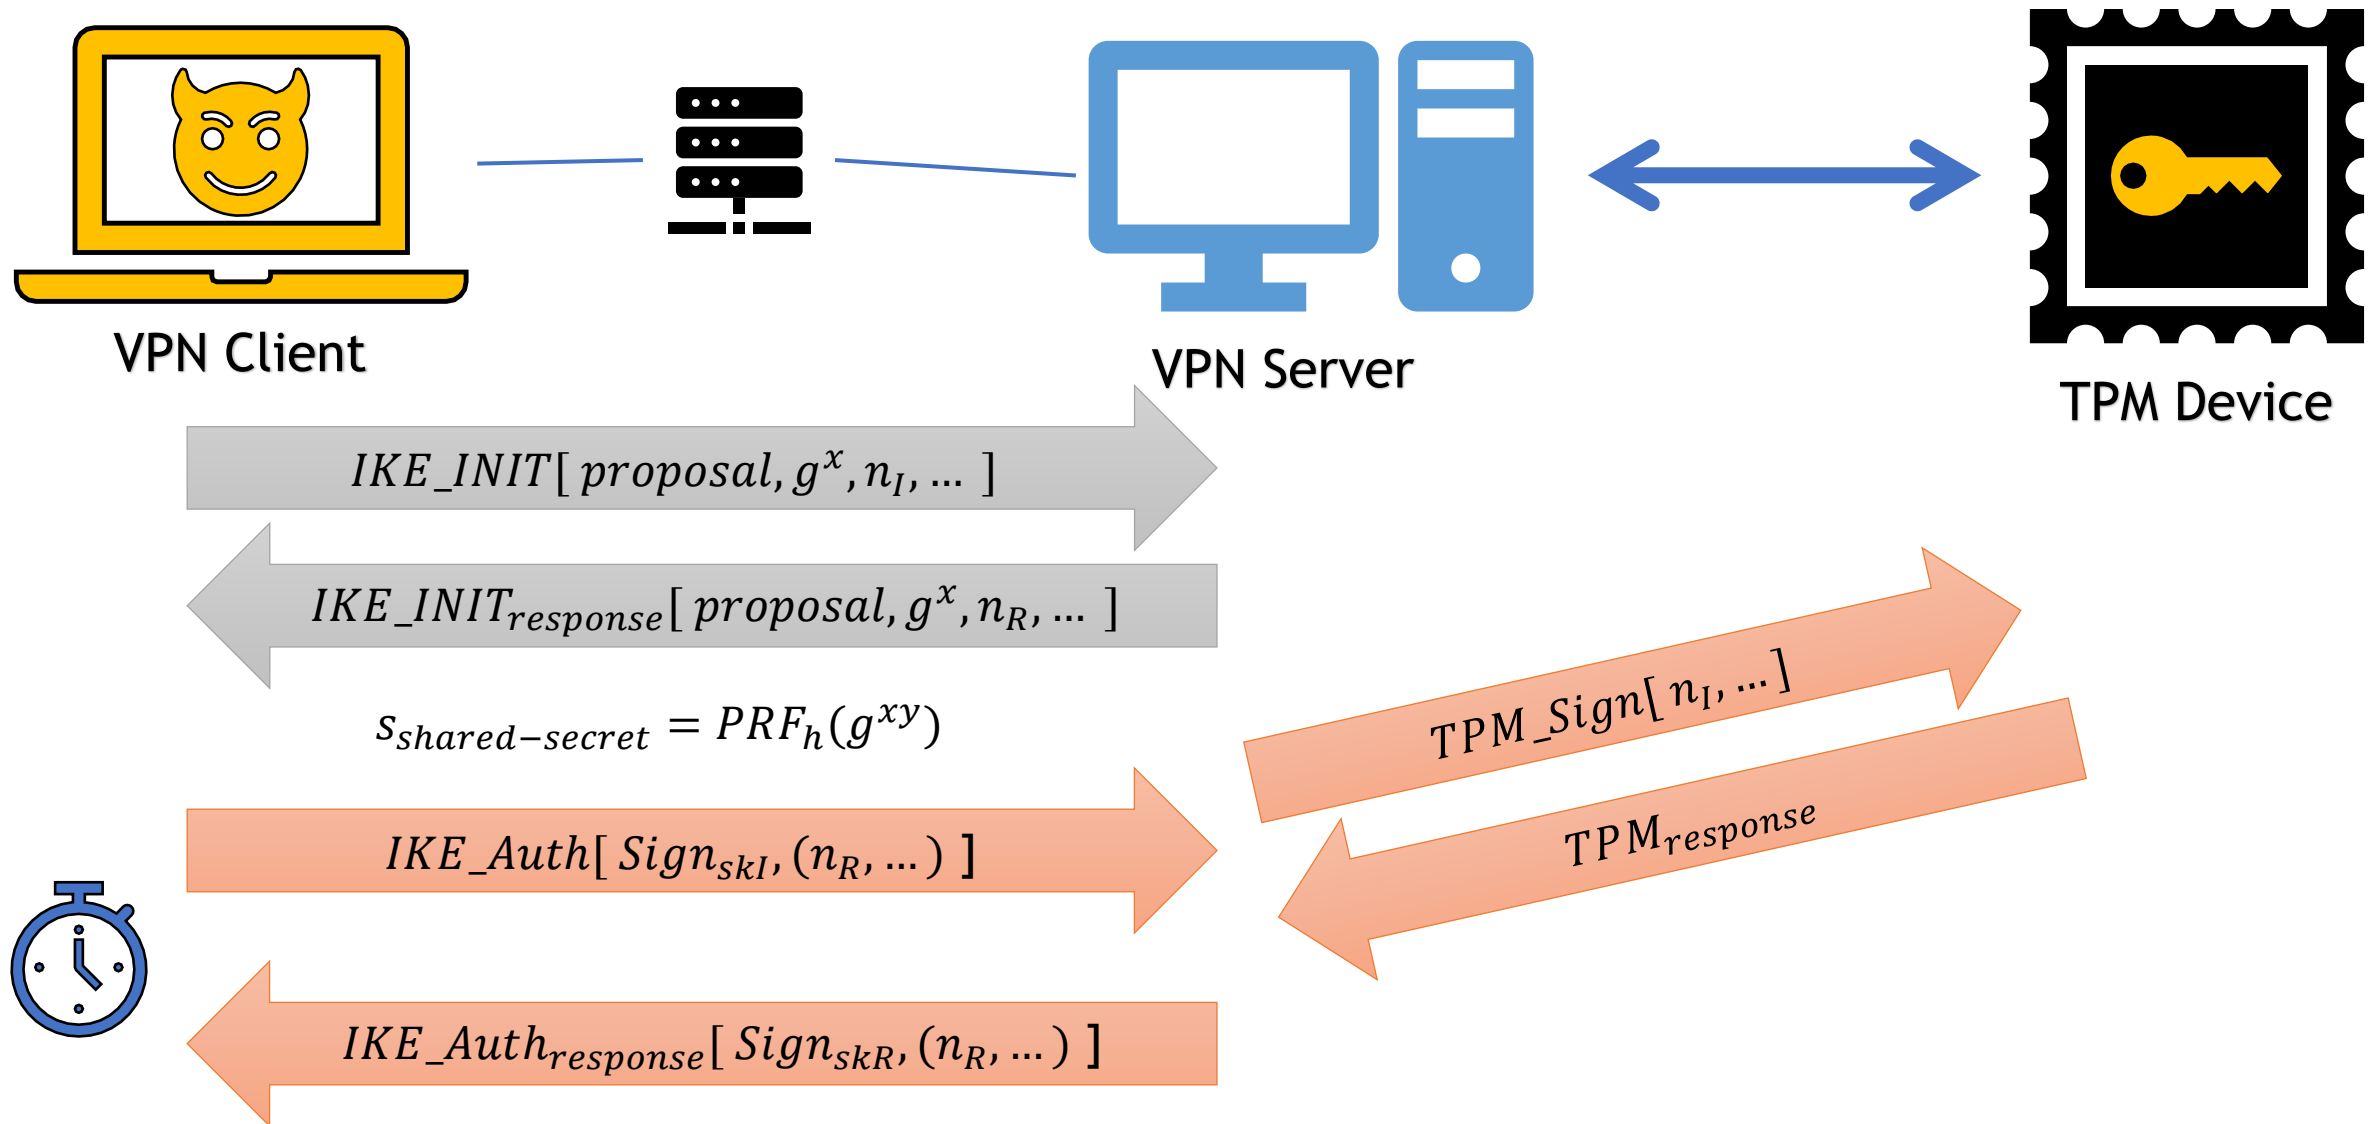 VPN Client
VPN Server
TPM Device
IKE_INIT[ proposal, g^x, n_I, … ]
IKE_INIT_response[ proposal, g^x, n_R, … ]
s_shared−secret = PRF_h(g^xy)
TPM_Sign[ n_I, … ]
TPM_response
IKE_Auth[ Sign_skI, (n_R, … ) ]
IKE_Auth_response[ Sign_skR, (n_R, … ) ]